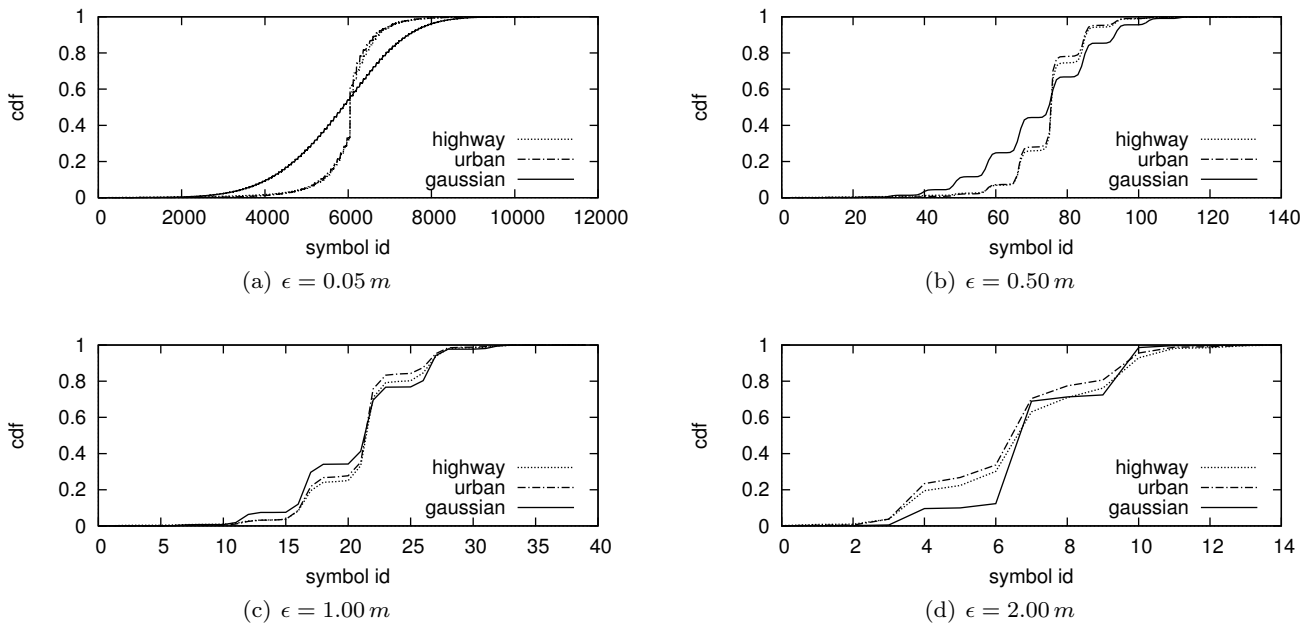 1
0.8
0.6
0.4
0.2
0
cdf
highway
urban
gaussian
0 2000 4000 6000 8000 10000 12000
symbol id
(a) ϵ = 0.05 m
1
0.8
0.6
0.4
0.2
0
cdf
highway
urban
gaussian
0 20 40 60 80 100 120 140
symbol id
(b) ϵ = 0.50 m
1
0.8
0.6
0.4
0.2
0
cdf
highway
urban
gaussian
0 5 10 15 20 25 30 35 40
symbol id
(c) ϵ = 1.00 m
1
0.8
0.6
0.4
0.2
0
cdf
highway
urban
gaussian
0 2 4 6 8 10 12 14
symbol id
(d) ϵ = 2.00 m